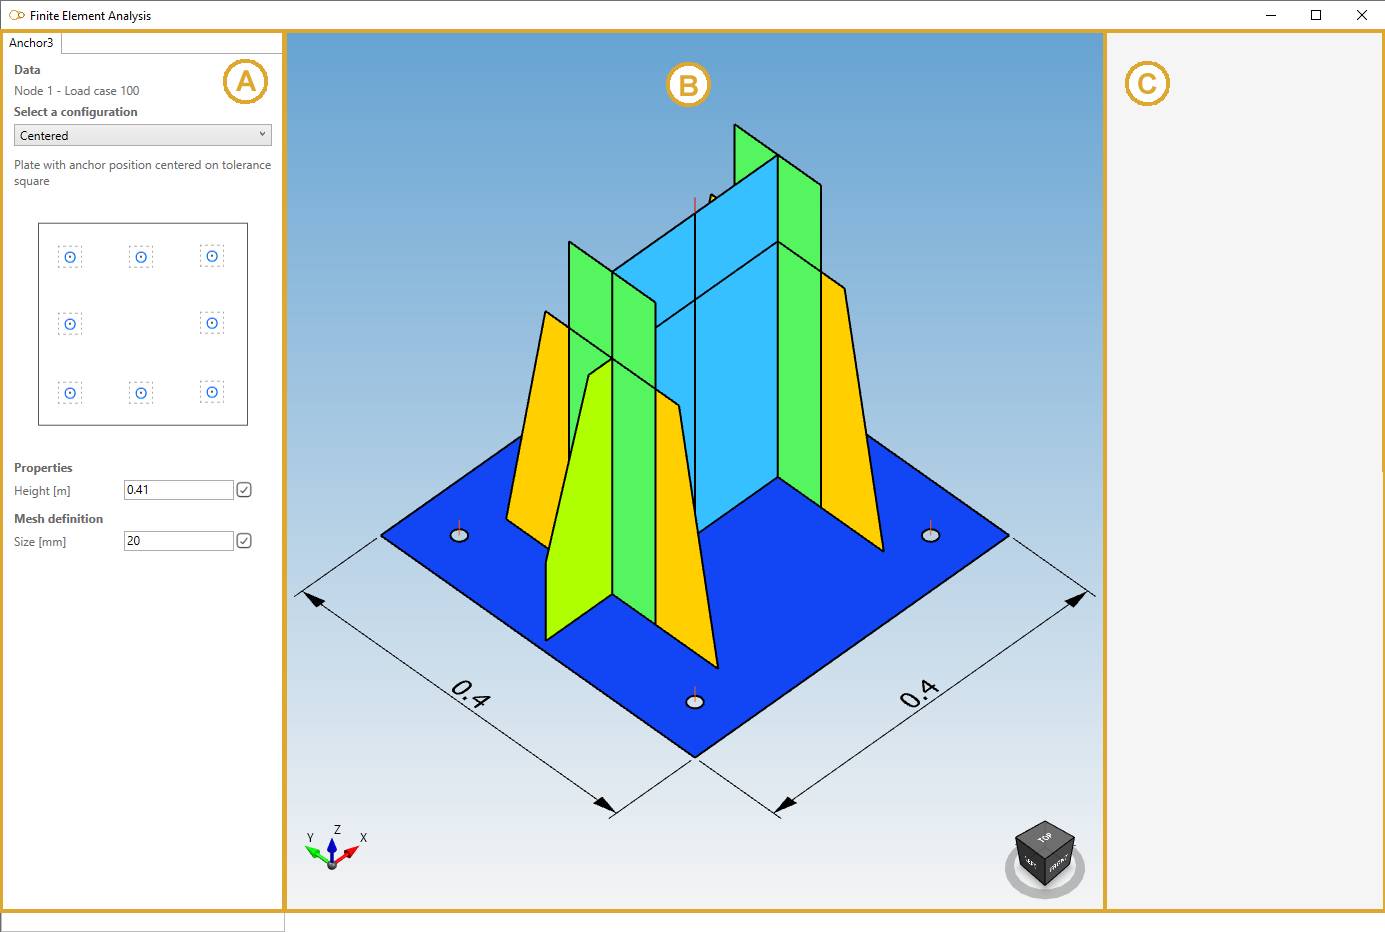 Finite Element Analysis
Anchor3
Data
Node 1 - Load case 100
Select a configuration
Centered
Plate with anchor position centered on tolerance
square
Properties
Height [m]
0.41
Mesh definition
Size [mm]
20
A
B
C
0.4
0.4
Y
Z
X
TOP
LEFT
FRONT